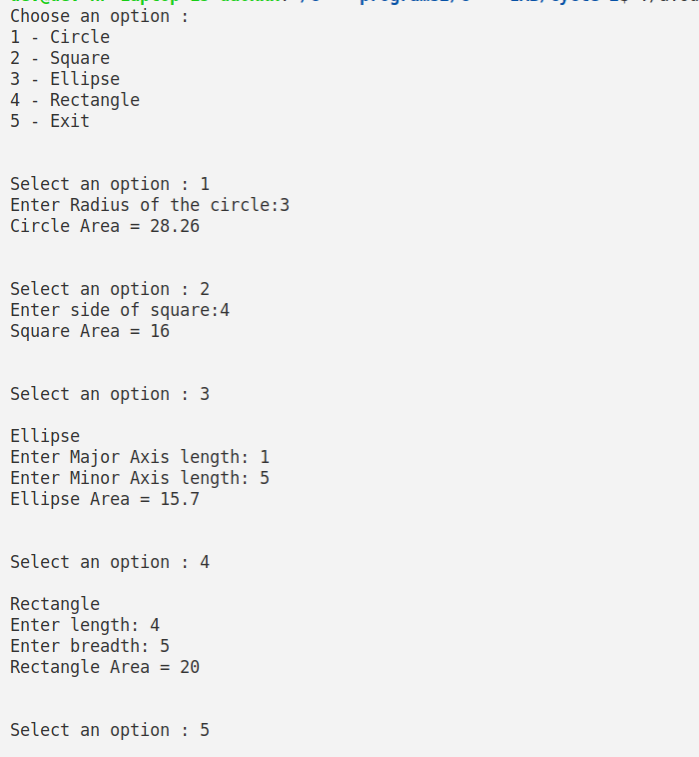 Choose an option :
1 - Circle
2 - Square
3 - Ellipse
4 - Rectangle
5 - Exit
Select an option : 1
Enter Radius of the circle:3
Circle Area = 28.26
Select an option : 2
Enter side of square:4
Square Area = 16
Select an option : 3
Ellipse
Enter Major Axis length: 1
Enter Minor Axis length: 5
Ellipse Area = 15.7
Select an option : 4
Rectangle
Enter length: 4
Enter breadth: 5
Rectangle Area = 20
Select an option : 5